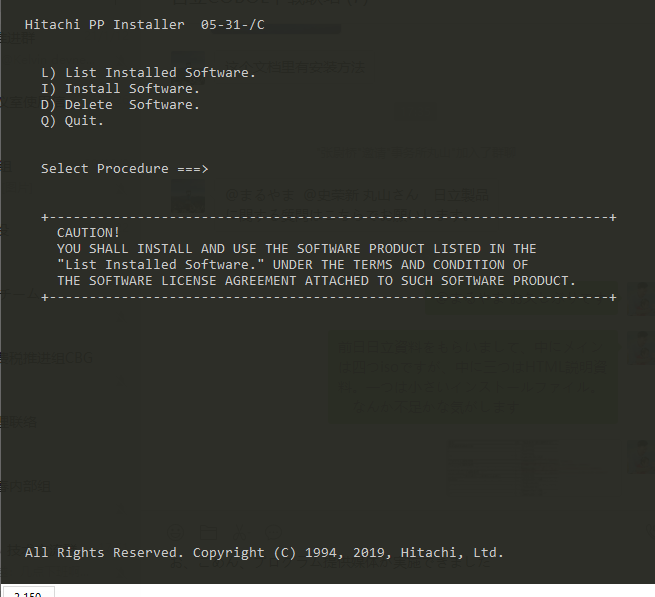 Hitachi PP Installer  05-31-/C
L) List Installed Software.
I) Install Software.
D) Delete  Software.
Q) Quit.
Select Procedure ===>
+----------------------------------------------------------------------+
CAUTION!
YOU SHALL INSTALL AND USE THE SOFTWARE PRODUCT LISTED IN THE
"List Installed Software." UNDER THE TERMS AND CONDITION OF
THE SOFTWARE LICENSE AGREEMENT ATTACHED TO SUCH SOFTWARE PRODUCT.
+----------------------------------------------------------------------+
All Rights Reserved. Copyright (C) 1994, 2019, Hitachi, Ltd.